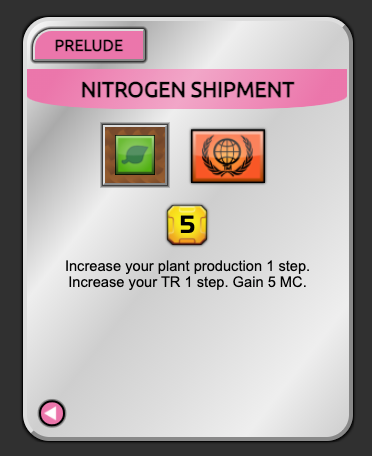 PRELUDE
NITROGEN SHIPMENT
5
Increase your plant production 1 step.
Increase your TR 1 step. Gain 5 MC.